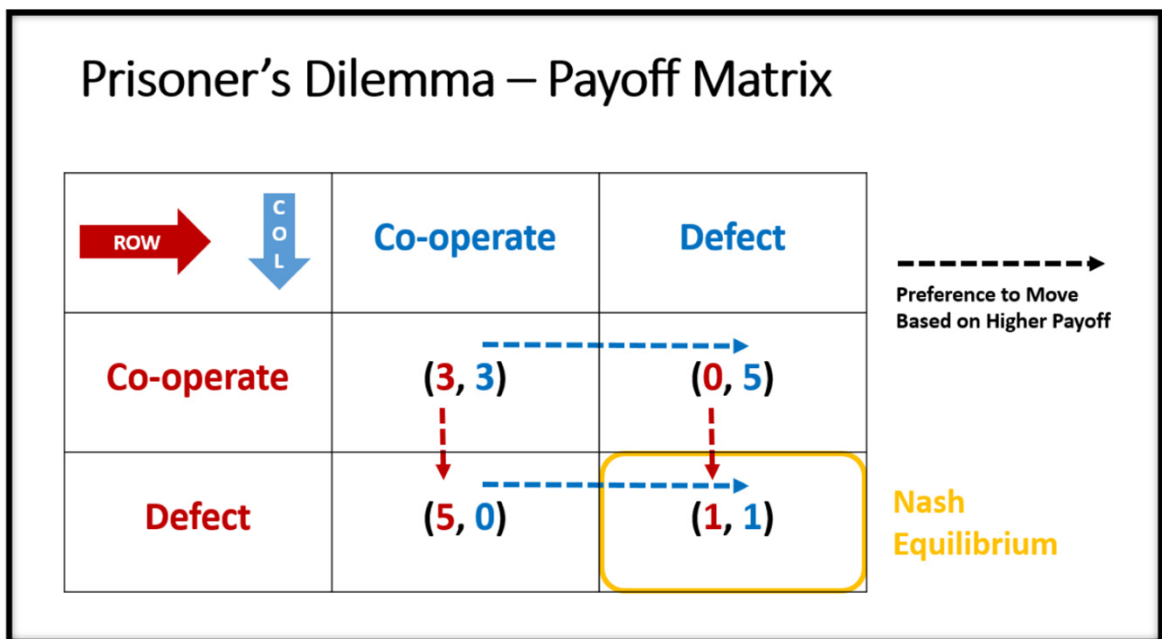 Prisoner's Dilemma – Payoff Matrix
ROW
COL
Co-operate
Defect
Preference to Move
Based on Higher Payoff
Co-operate
(3, 3)
(0, 5)
Defect
(5, 0)
(1, 1)
Nash
Equilibrium